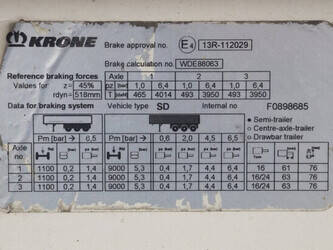 KRONE
Brake approval no. E4 13R-112029
Brake calculation no. WDE88063
Reference braking forces Axle 1 2 3
Values for z = 45% pz 1,0 6,4 1,0 6,4 1,0 6,4
rdyn= 518mm T 465 4014 493 3950 493 3950
Data for braking system Vehicle type SD Internal no F0898685
● Semi-trailer
○ Centre-axle-trailer
○ Drawbar trailer
Pm [bar]→ 6,5 Pm [bar]→ 6,5
Axle no.
1 1100 0,2 1,4 9000 5.3 0,4 1.7 4.4 6,4 16 61 76
2 1100 0,2 1,4 9000 5.3 0,4 1.7 4,4 6,4 16/24 63 76
3 1100 0,2 1,4 9000 5.3 0,4 1.7 4,4 6,4 16/24 63 76